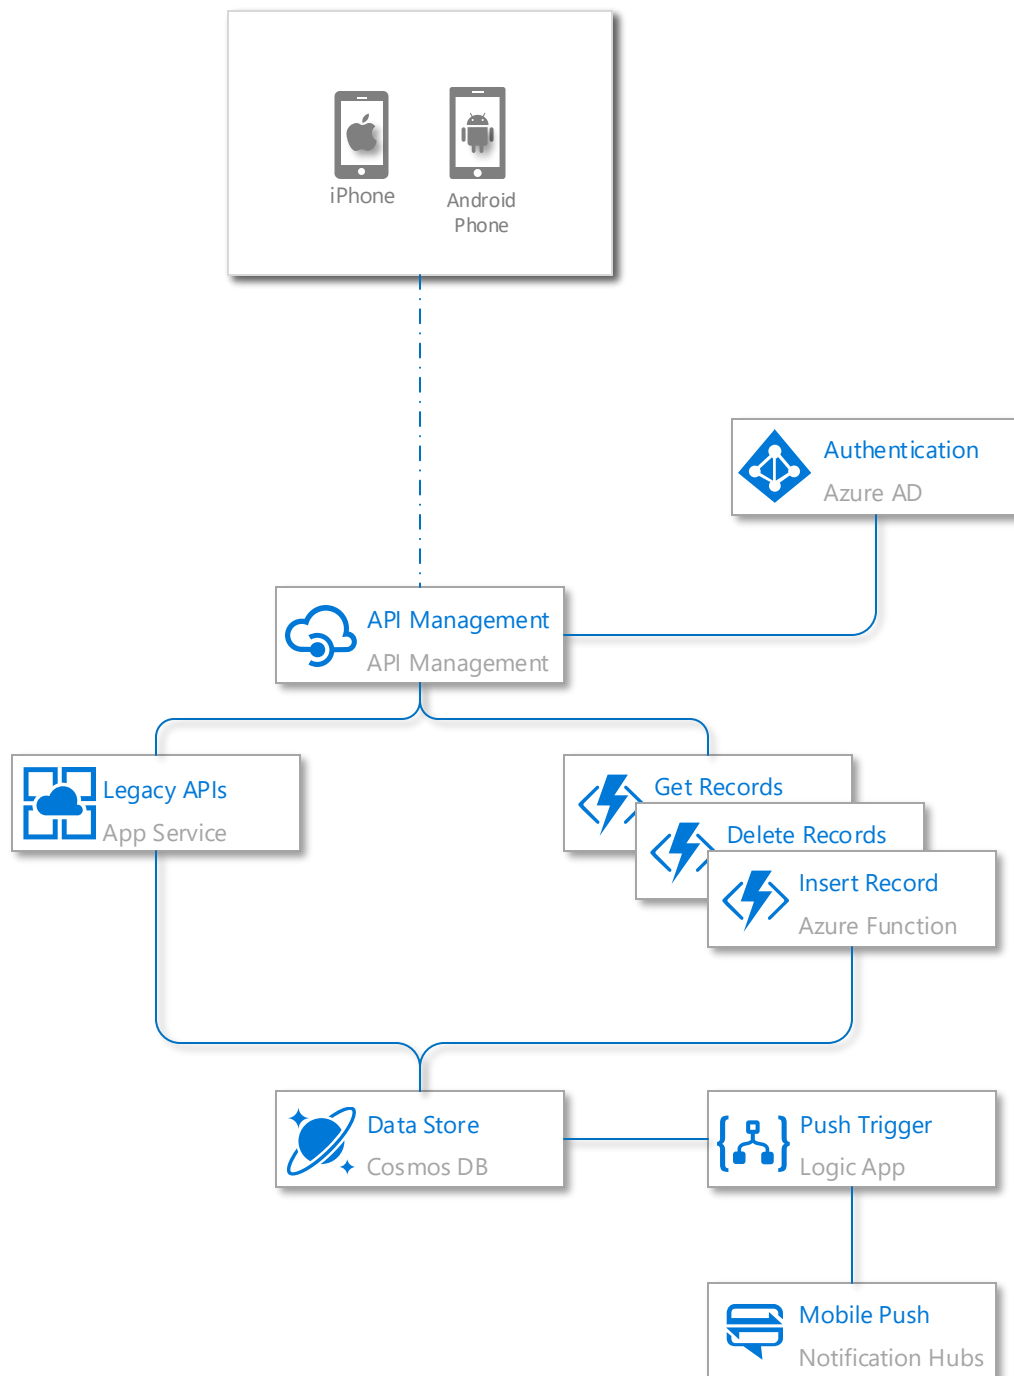 iPhone
Android
Phone
Authentication
Azure AD
API Management
API Management
Legacy APIs
App Service
Get Records
Delete Records
Insert Record
Azure Function
Data Store
Cosmos DB
Push Trigger
Logic App
Mobile Push
Notification Hubs